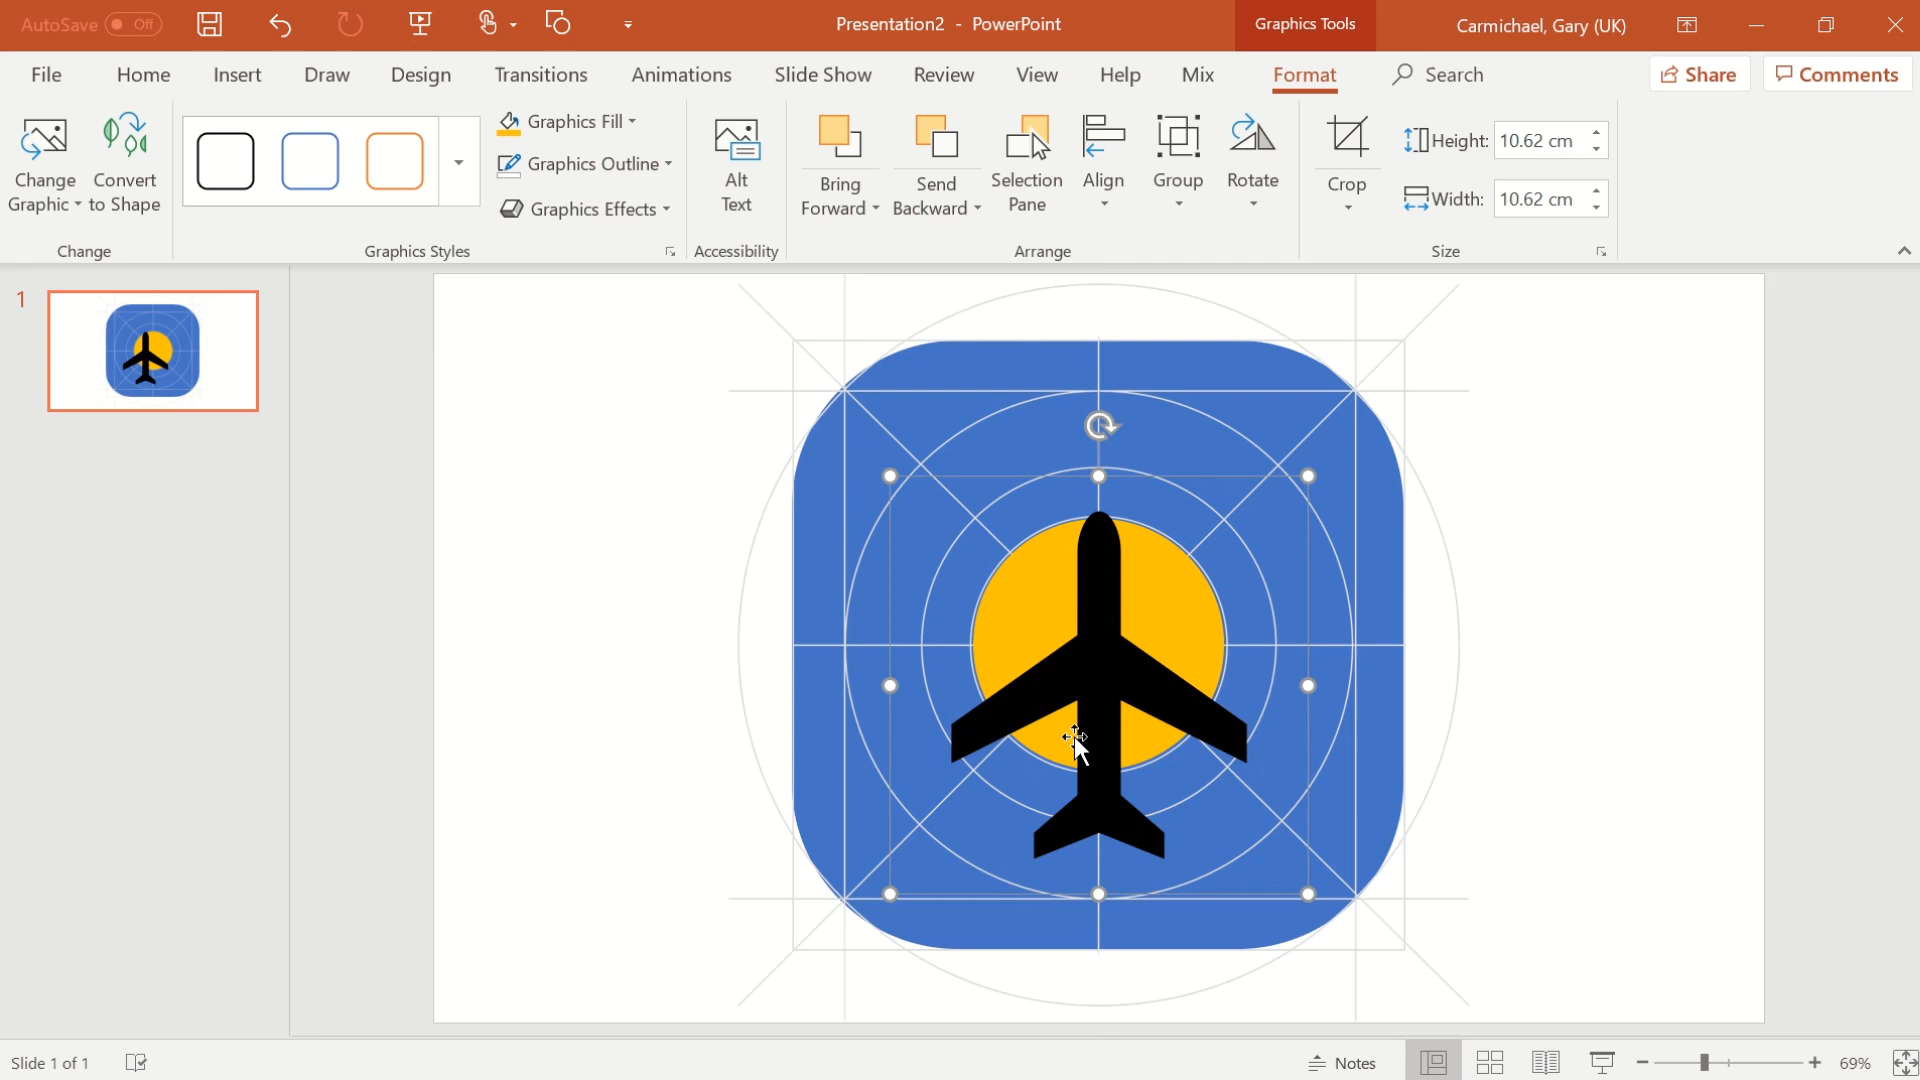 AutoSave Off
Presentation2 - PowerPoint
Graphics Tools
Carmichael, Gary (UK)
File Home Insert Draw Design Transitions Animations Slide Show Review View Help Mix Format Search
Share Comments
Change Graphic
Convert to Shape
Change
Graphics Fill
Graphics Outline
Graphics Effects
Graphics Styles
Alt Text
Accessibility
Bring Forward
Send Backward
Selection Pane
Align
Group
Rotate
Arrange
Crop
Height: 10.62 cm
Width: 10.62 cm
Size
1
Slide 1 of 1
Notes
69%